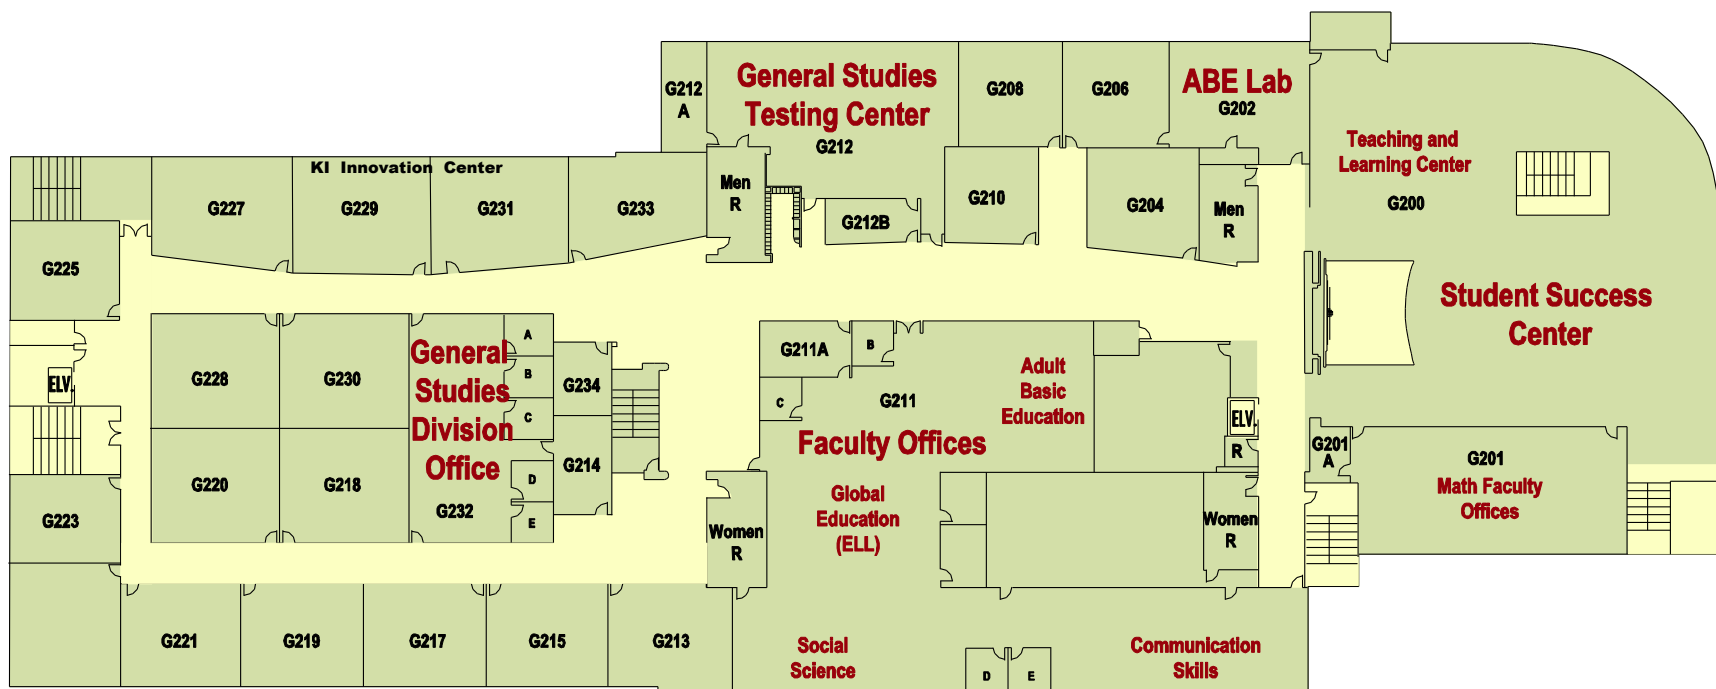 General Studies
Testing Center
G212
G212
A
G208
G206
ABE Lab
G202
Teaching and
Learning Center
G200
KI Innovation Center
G227
G229
G231
G233
Men
R
G212B
G210
G204
Men
R
G225
Student Success
Center
G228
G230
General
Studies
Division
Office
G232
A
B
C
D
E
G234
G214
G211A
B
C
G211
Adult
Basic
Education
Faculty Offices
Global
Education
(ELL)
ELV.
ELV.
R
G201
A
G201
Math Faculty
Offices
G220
G218
G223
Women
R
Women
R
G221
G219
G217
G215
G213
Social
Science
Communication
Skills
D
E